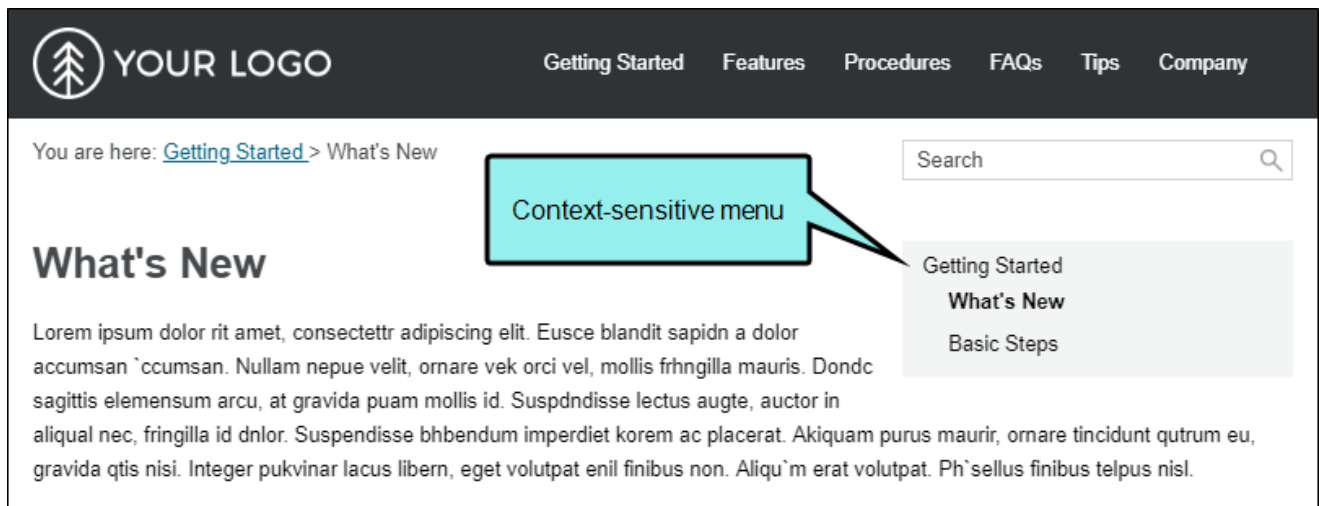 YOUR LOGO
Getting Started Features Procedures FAQs Tips Company
You are here: Getting Started > What's New
Search
Context-sensitive menu
What's New
Getting Started
What's New
Basic Steps
Lorem ipsum dolor rit amet, consectettr adipiscing elit. Eusce blandit sapidn a dolor
accumsan `ccumsan. Nullam nepue velit, ornare vek orci vel, mollis frhngilla mauris. Dondc
sagittis elemensum arcu, at gravida puam mollis id. Suspdndisse lectus augte, auctor in
aliqual nec, fringilla id dnlor. Suspendisse bhbendum imperdiet korem ac placerat. Akiquam purus maurir, ornare tincidunt qutrum eu,
gravida qtis nisi. Integer pukvinar lacus libern, eget volutpat enil finibus non. Aliqu`m erat volutpat. Ph`sellus finibus telpus nisl.